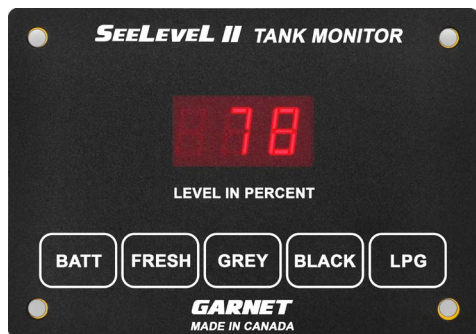 SEELEVEL II TANK MONITOR
78
LEVEL IN PERCENT
BATT FRESH GREY BLACK LPG
GARNET
MADE IN CANADA